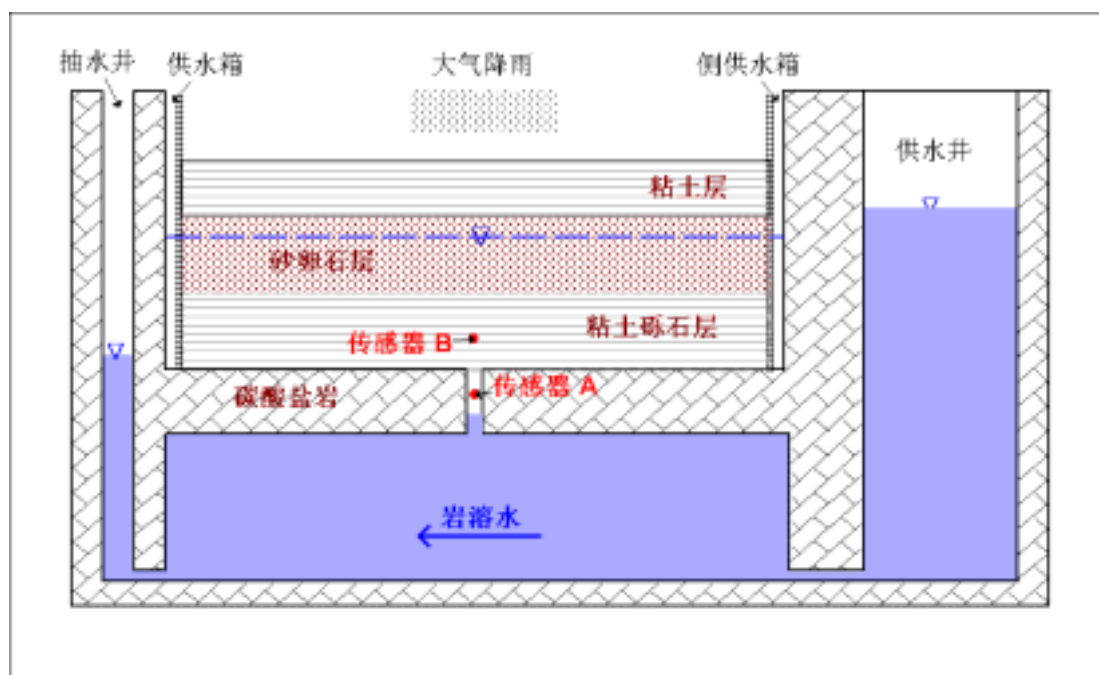 抽水井
供水箱
大气降雨
侧供水箱
供水井
粘土层
砂卵石层
粘土砾石层
传感器 B
传感器 A
碳酸盐岩
岩溶水